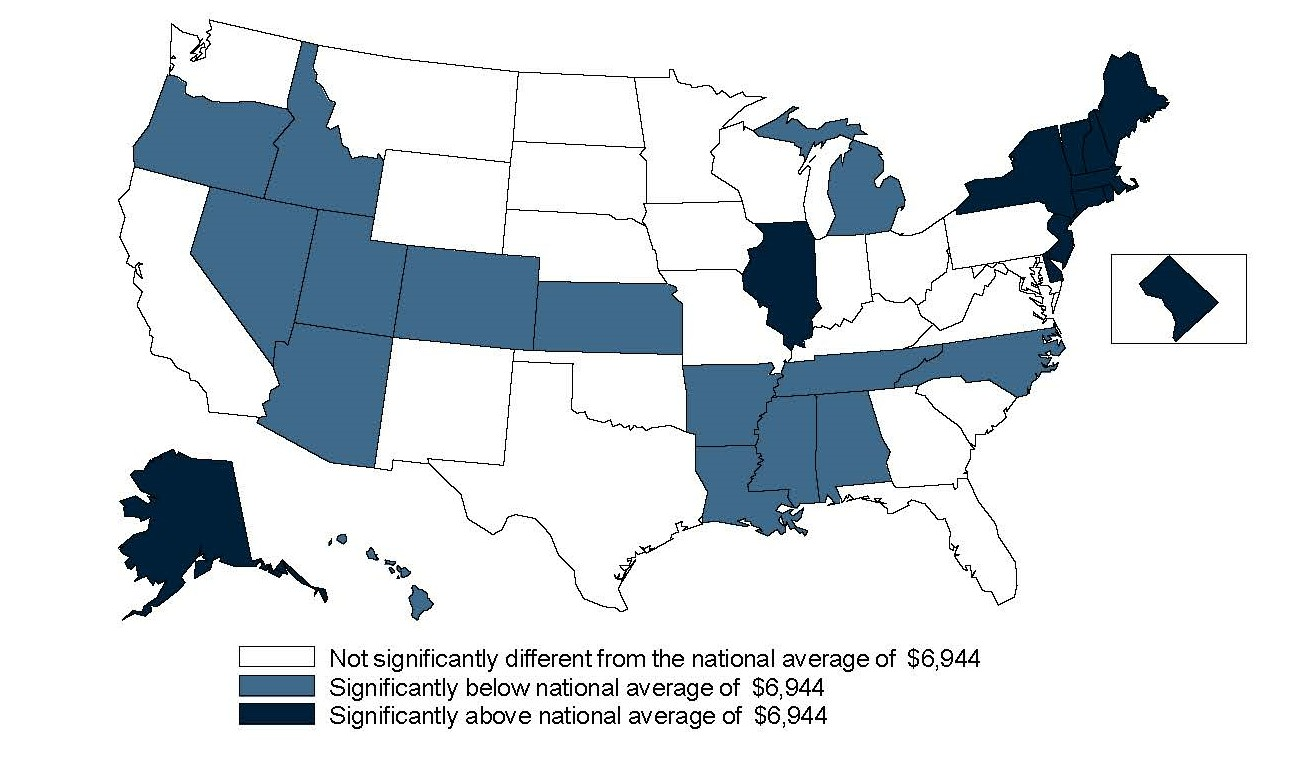 Not significantly different from the national average of $6,944
Significantly below national average of $6,944
Significantly above national average of $6,944